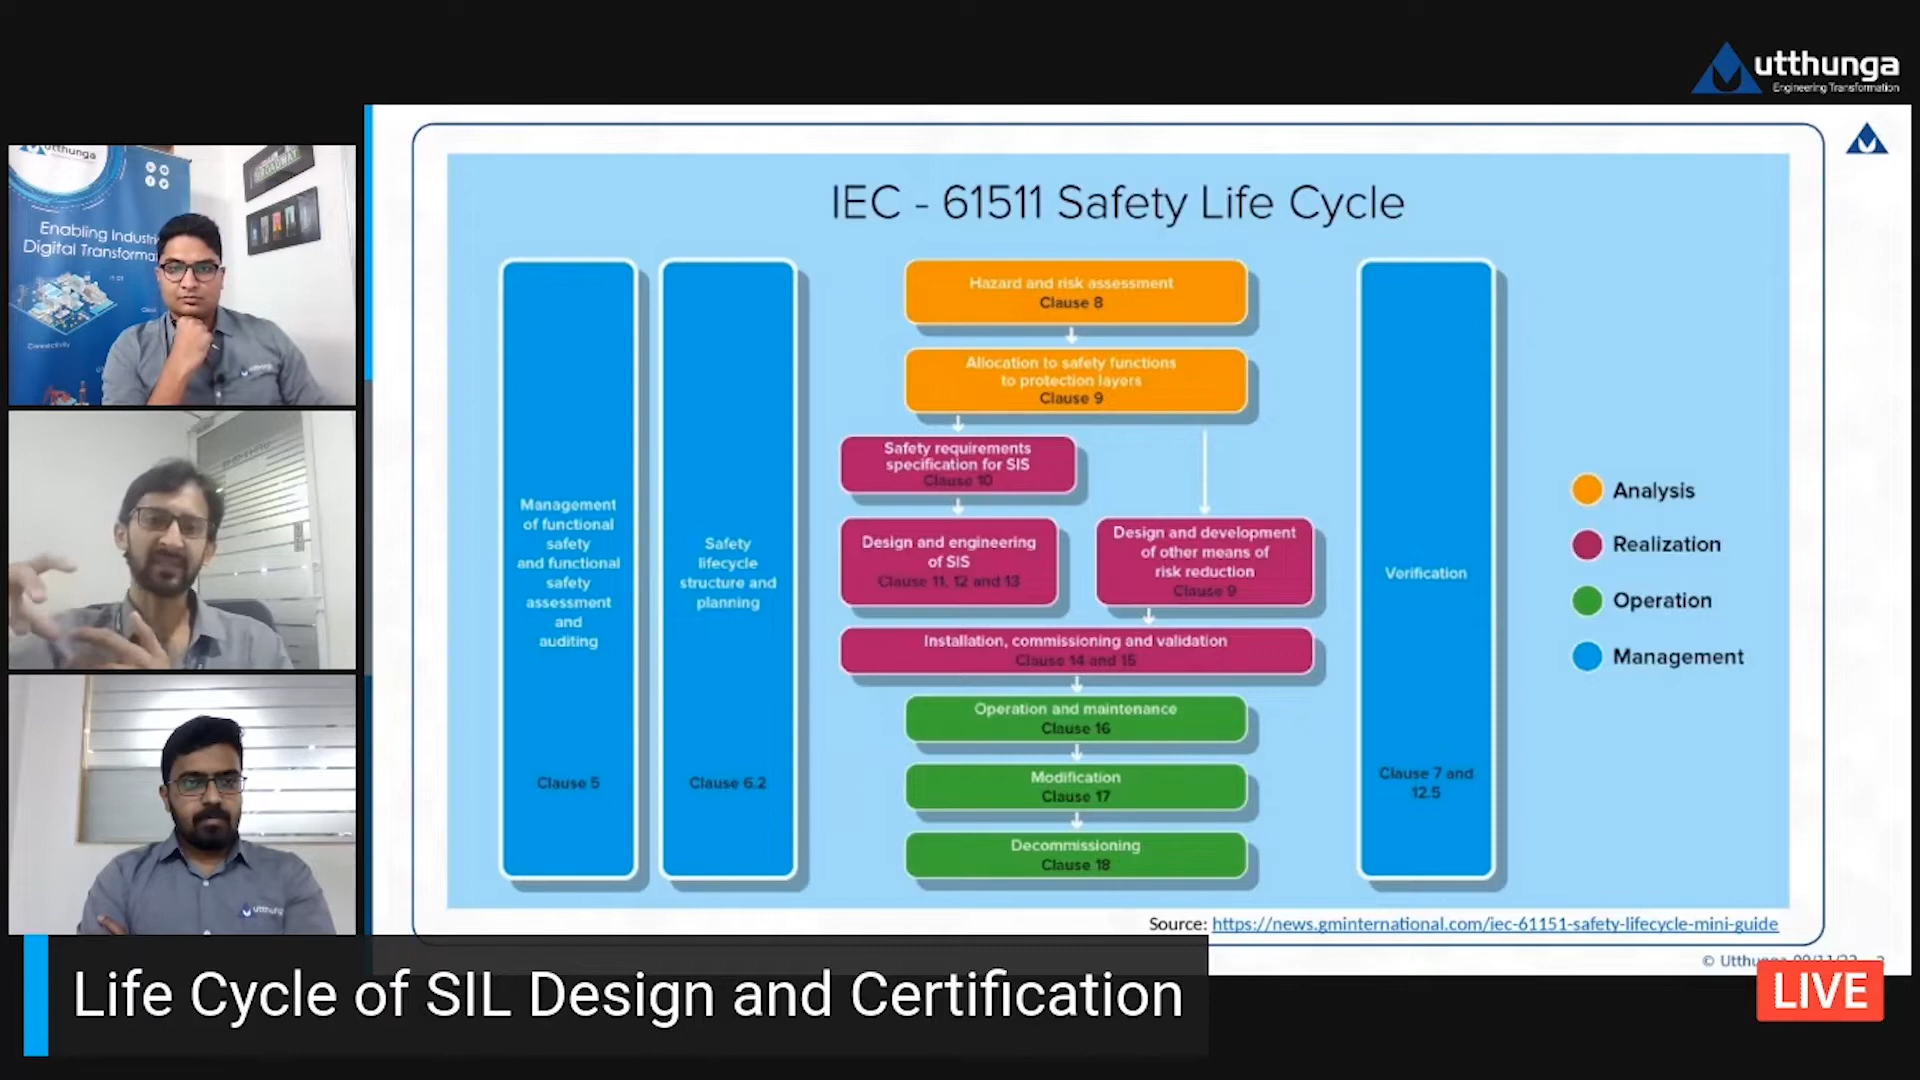 utthunga
Engineering Transformation
utthunga
Enabling Industri
Digital Transforma
Connectivity
utthunga
utthunga
IEC - 61511 Safety Life Cycle
Management
of functional
safety
and functional
safety
assessment
and
auditing
Clause 5
Safety
lifecycle
structure and
planning
Clause 6.2
Hazard and risk assessment
Clause 8
Allocation to safety functions
to protection layers
Clause 9
Safety requirements
specification for SIS
Clause 10
Design and engineering
of SIS
Clause 11, 12 and 13
Design and development
of other means of
risk reduction
Clause 9
Installation, commissioning and validation
Clause 14 and 15
Operation and maintenance
Clause 16
Modification
Clause 17
Decommissioning
Clause 18
Verification
Clause 7 and
12.5
Analysis
Realization
Operation
Management
Source: https://news.gminternational.com/iec-61151-safety-lifecycle-mini-guide
Life Cycle of SIL Design and Certification
LIVE